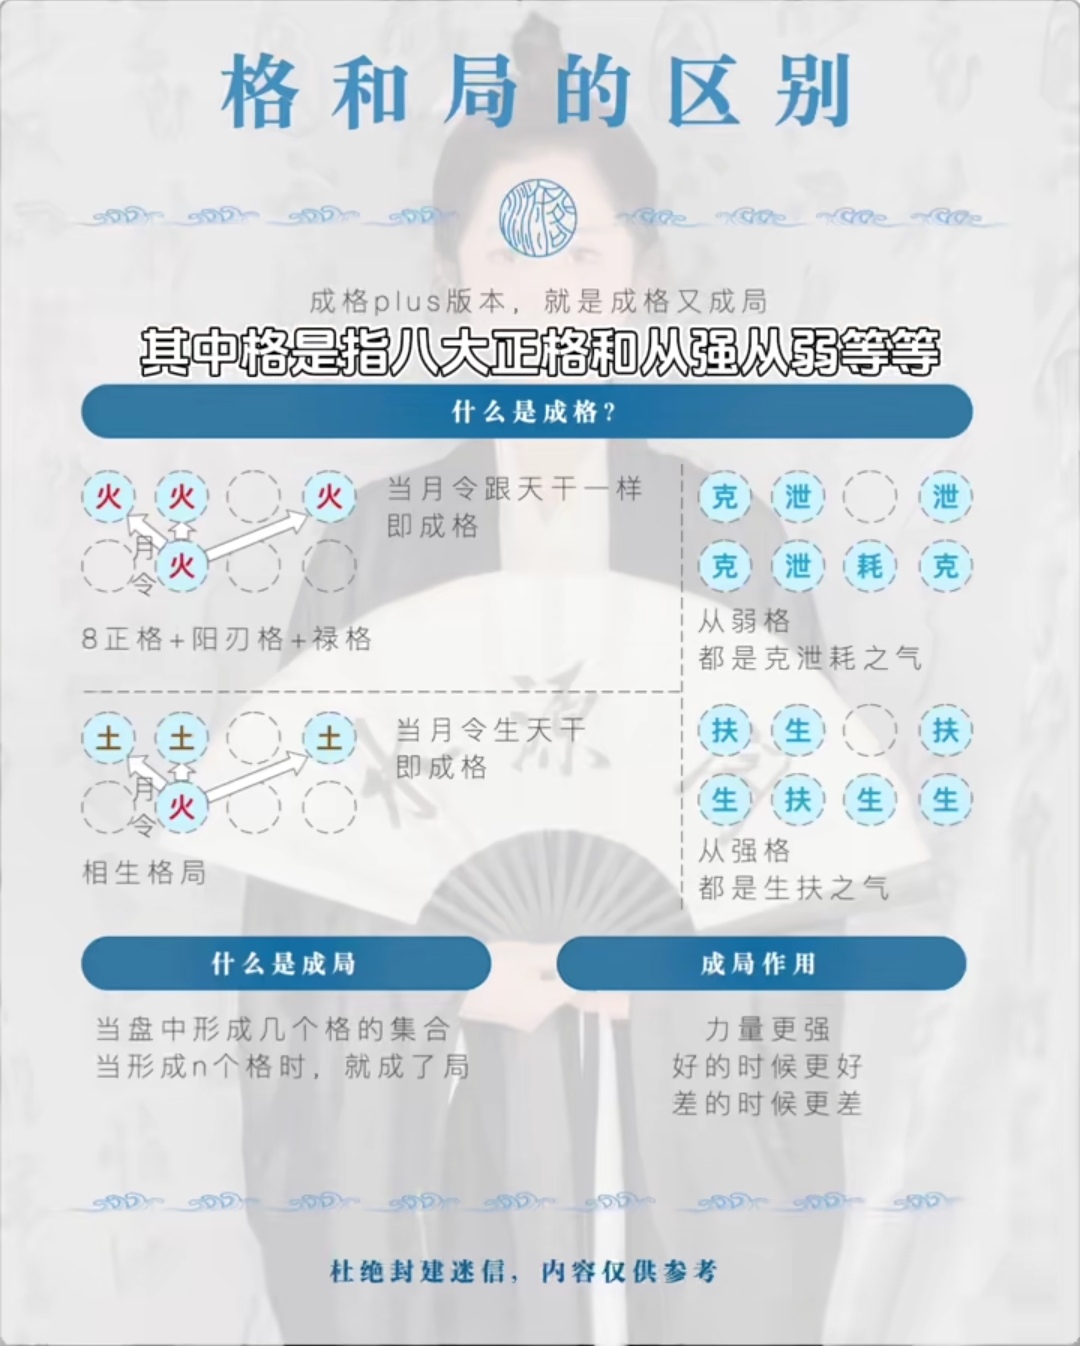 格和局的区别
成格plus版本，就是成格又成局
其中格是指八大正格和从强从弱等等
什么是成格？
火 火 火
当月令跟天干一样
即成格
月令
火
8正格+阳刃格+禄格
克 泄 泄
克 泄 耗 克
从弱格
都是克泄耗之气
土 土 土
当月令生天干
即成格
月令
火
相生格局
扶 生 扶
生 扶 生 生
从强格
都是生扶之气
什么是成局
当盘中形成几个格的集合
当形成n个格时，就成了局
成局作用
力量更强
好的时候更好
差的时候更差
杜绝封建迷信，内容仅供参考